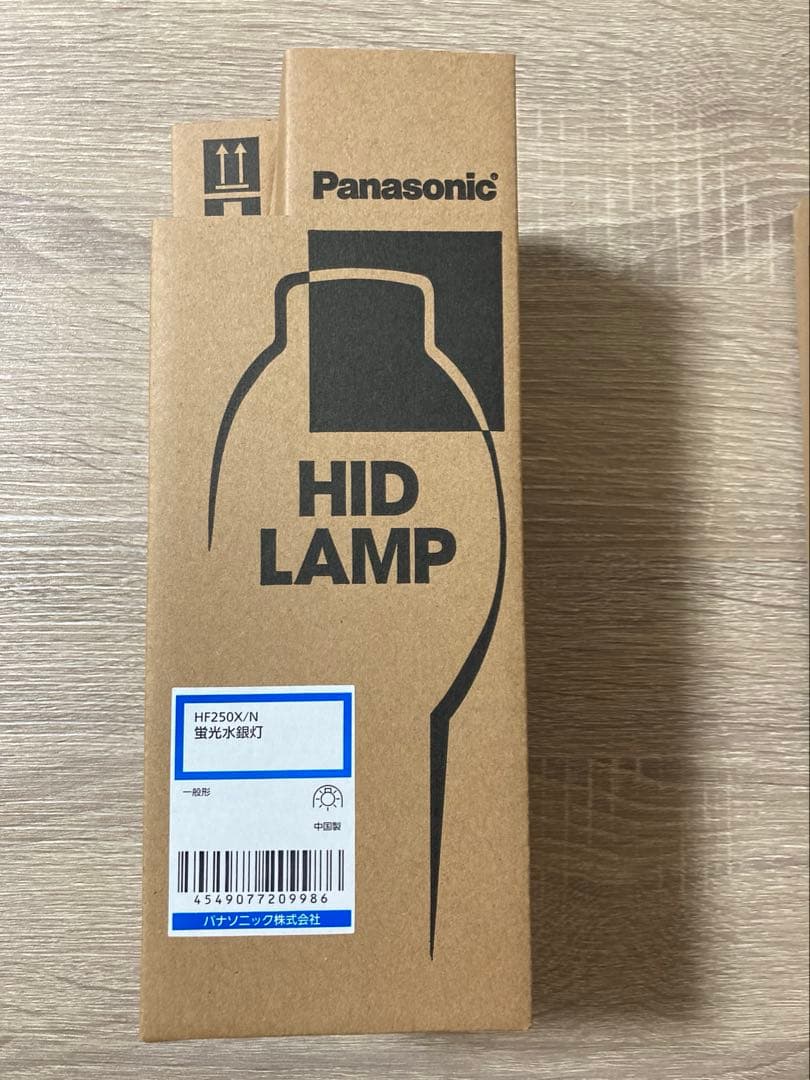 Panasonic
HID
LAMP
HF250X/N
蛍光水銀灯
一般形
中国製
4549077209986
パナソニック株式会社